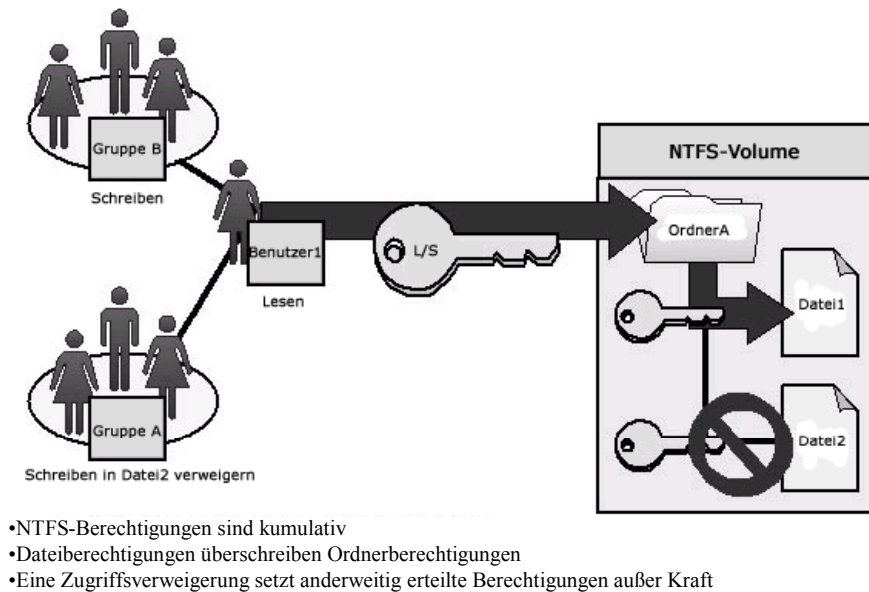 Gruppe B
Schreiben
NTFS-Volume
OrdnerA
Benutzer1
L/S
Lesen
Datei1
Gruppe A
Datei2
Schreiben in Datei2 verweigern
•NTFS-Berechtigungen sind kumulativ
•Dateiberechtigungen überschreiben Ordnerberechtigungen
•Eine Zugriffsverweigerung setzt anderweitig erteilte Berechtigungen außer Kraft